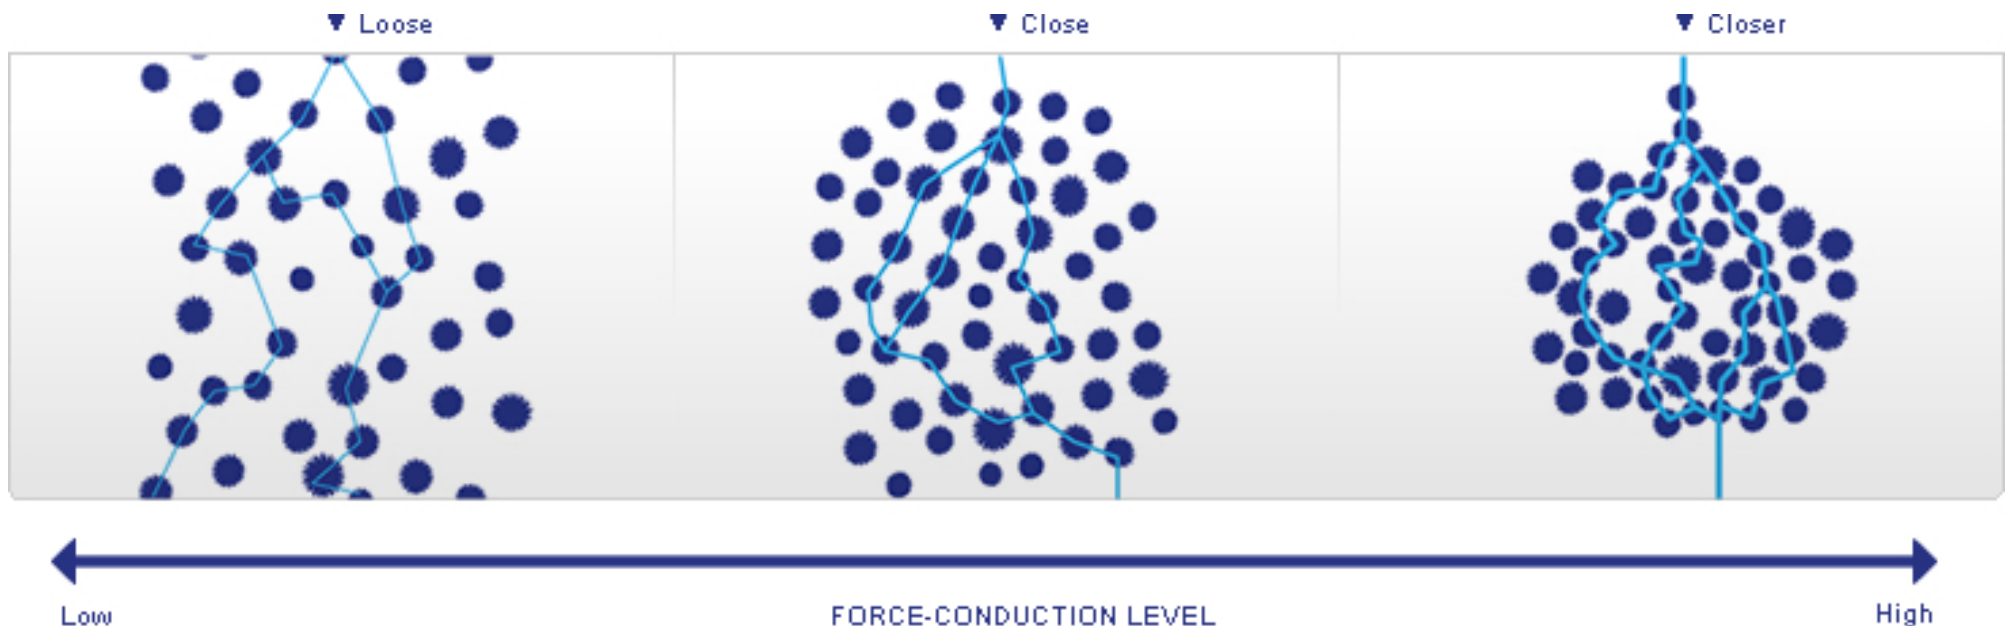 ▼ Loose
▼ Close
▼ Closer
Low
FORCE-CONDUCTION LEVEL
High